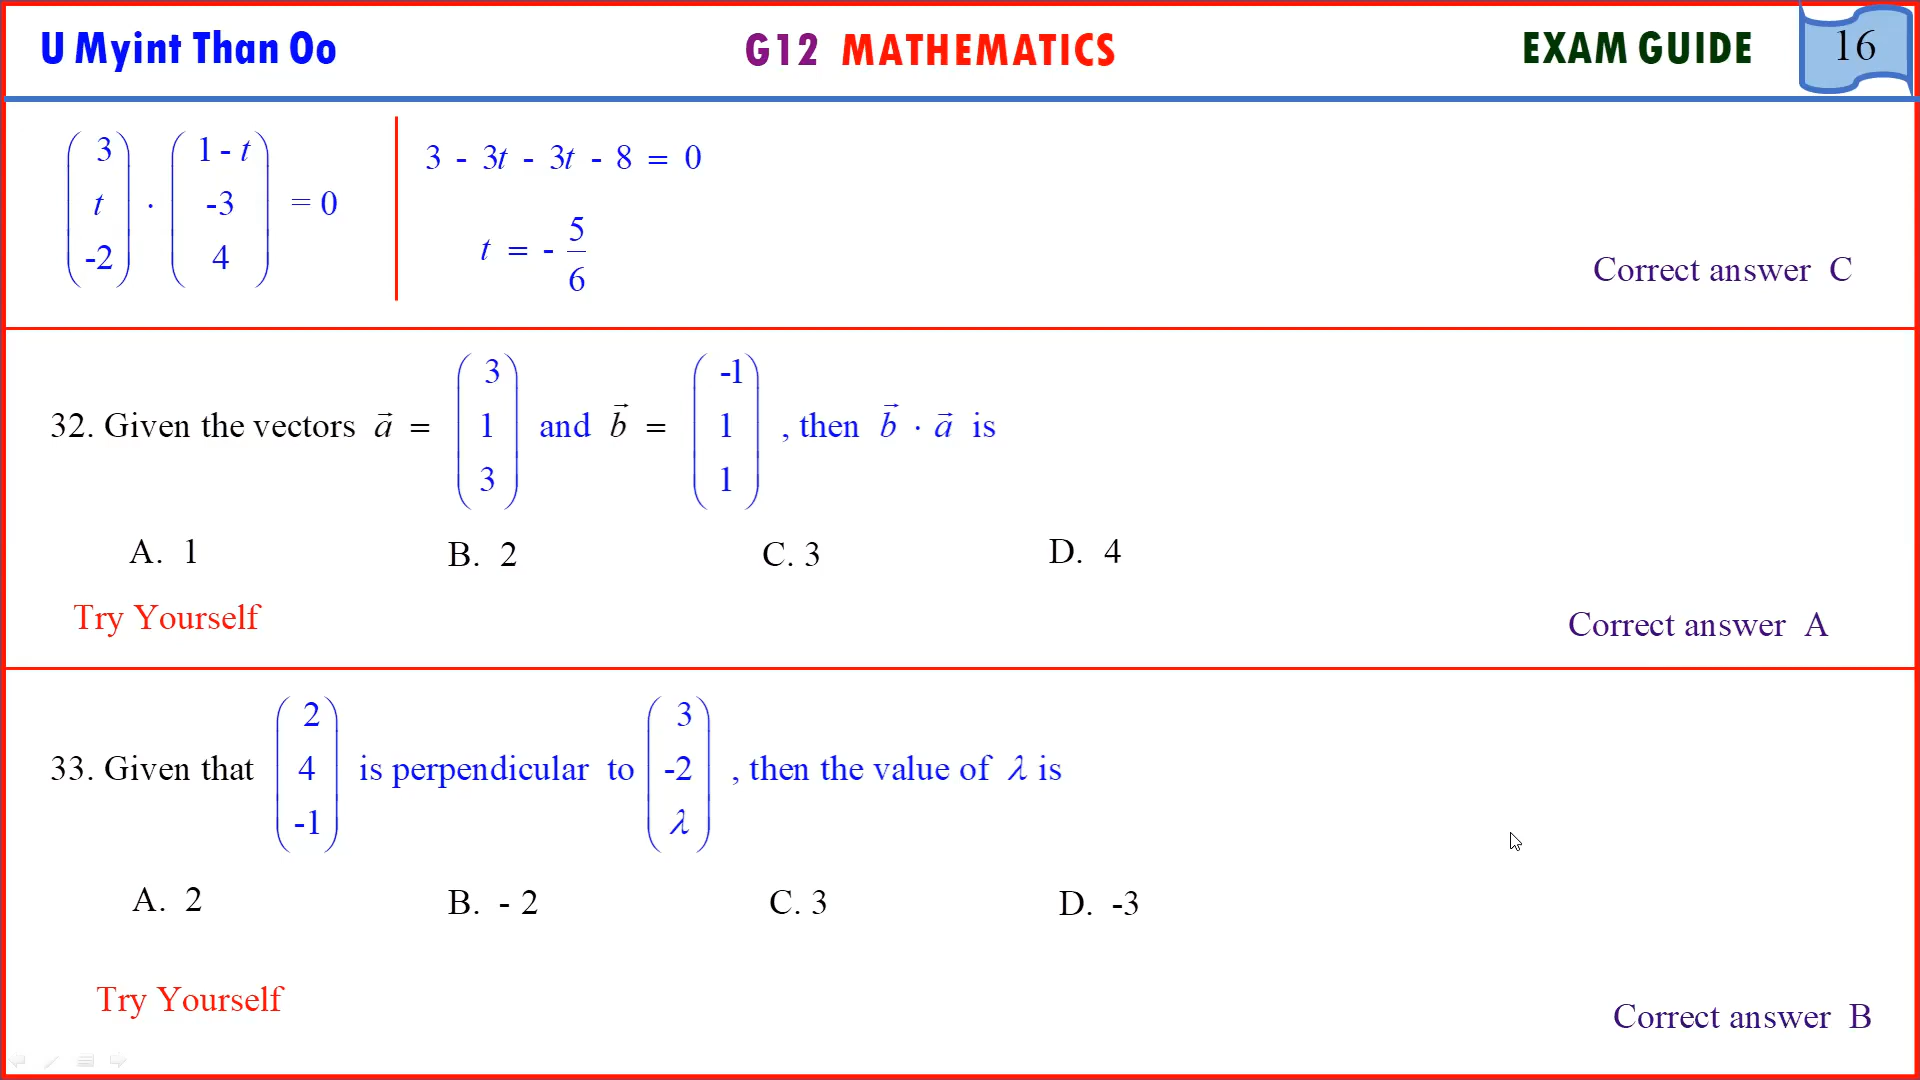 U Myint Than Oo G12 MATHEMATICS EXAM GUIDE 16
( 3 t -2 ) · ( 1 - t -3 4 ) = 0
3 - 3t - 3t - 8 = 0
t = - 5/6
Correct answer C
32. Given the vectors a⃗ = ( 3 1 3 ) and b⃗ = ( -1 1 1 ) , then b⃗ · a⃗ is
A. 1 B. 2 C. 3 D. 4
Try Yourself
Correct answer A
33. Given that ( 2 4 -1 ) is perpendicular to ( 3 -2 λ ) , then the value of λ is
A. 2 B. - 2 C. 3 D. -3
Try Yourself
Correct answer B